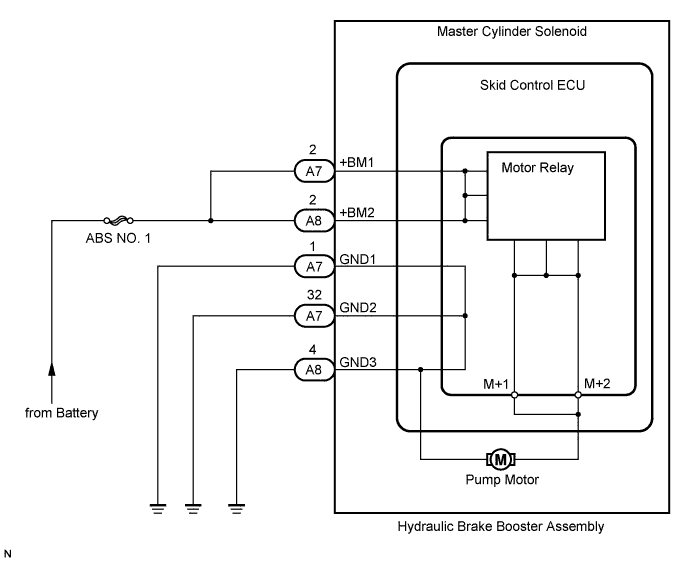 Master Cylinder Solenoid
Skid Control ECU
Motor Relay
2
A7
+BM1
2
A8
+BM2
ABS NO. 1
1
A7
GND1
32
A7
GND2
4
A8
GND3
M+1
M+2
from Battery
M
Pump Motor
Hydraulic Brake Booster Assembly
N